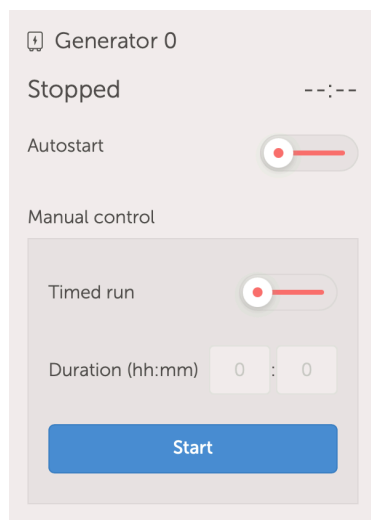 Generator 0
Stopped --:--
Autostart
Manual control
Timed run
Duration (hh:mm) 0 : 0
Start